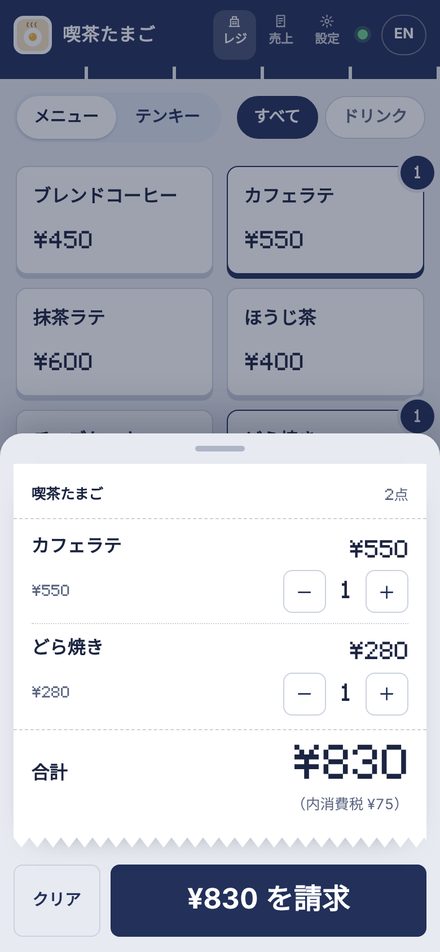 喫茶たまご
レジ
売上
設定
EN
メニュー
テンキー
すべて
ドリンク
ブレンドコーヒー
¥450
カフェラテ
¥550
1
抹茶ラテ
¥600
ほうじ茶
¥400
1
喫茶たまご
2点
カフェラテ
¥550
¥550
− 1 +
どら焼き
¥280
¥280
− 1 +
合計
¥830
(内消費税 ¥75)
クリア
¥830 を請求